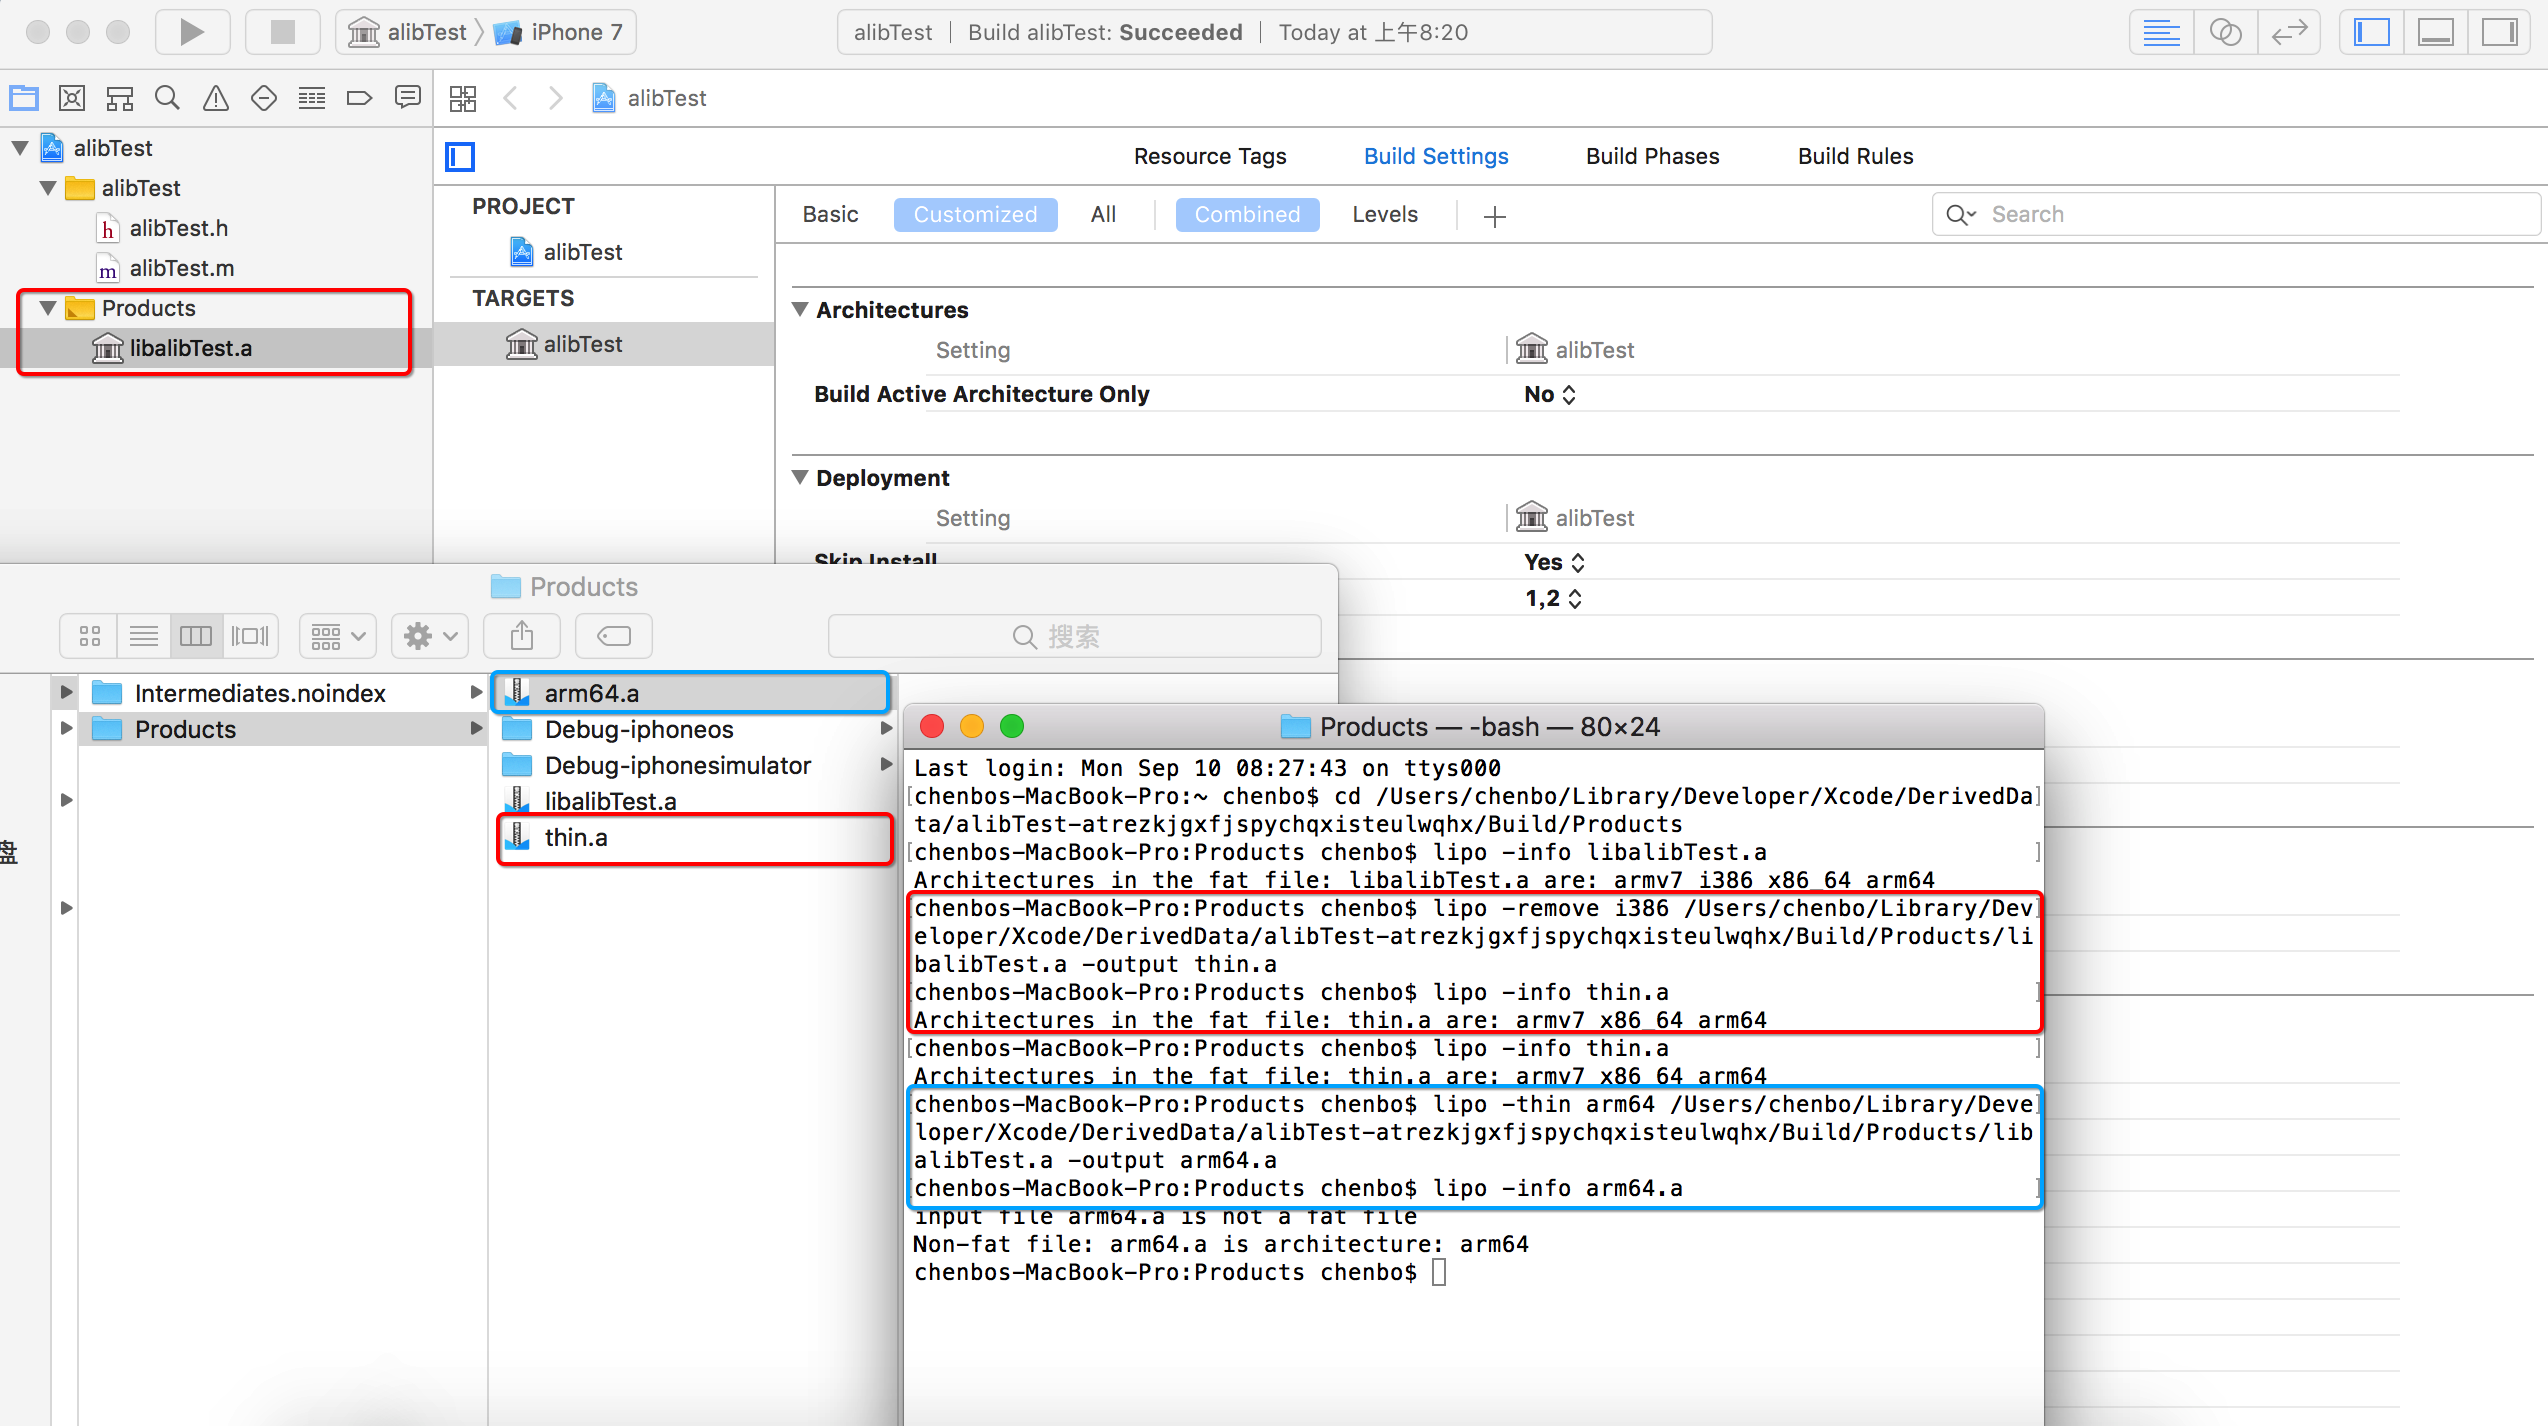 alibTest
iPhone 7
alibTest | Build alibTest: Succeeded | Today at 上午8:20
alibTest
alibTest
alibTest
alibTest.h
alibTest.m
Products
libalibTest.a
Resource Tags
Build Settings
Build Phases
Build Rules
PROJECT
alibTest
TARGETS
alibTest
Basic
Customized
All
Combined
Levels
Search
Architectures
Setting
alibTest
Build Active Architecture Only
No
Deployment
Setting
alibTest
Skip Install
Yes
1,2
Products
搜索
盘
Intermediates.noindex
Products
arm64.a
Debug-iphoneos
Debug-iphonesimulator
libalibTest.a
thin.a
Products — -bash — 80×24
Last login: Mon Sep 10 08:27:43 on ttys000
[chenbos-MacBook-Pro:~ chenbo$ cd /Users/chenbo/Library/Developer/Xcode/DerivedDa]
ta/alibTest-atrezkjgxfjspychqxisteulwqhx/Build/Products
[chenbos-MacBook-Pro:Products chenbo$ lipo -info libalibTest.a ]
Architectures in the fat file: libalibTest.a are: armv7 i386 x86_64 arm64
chenbos-MacBook-Pro:Products chenbo$ lipo -remove i386 /Users/chenbo/Library/Dev]
eloper/Xcode/DerivedData/alibTest-atrezkjgxfjspychqxisteulwqhx/Build/Products/li
balibTest.a -output thin.a
chenbos-MacBook-Pro:Products chenbo$ lipo -info thin.a ]
Architectures in the fat file: thin.a are: armv7 x86_64 arm64
[chenbos-MacBook-Pro:Products chenbo$ lipo -info thin.a ]
Architectures in the fat file: thin.a are: armv7 x86_64 arm64
chenbos-MacBook-Pro:Products chenbo$ lipo -thin arm64 /Users/chenbo/Library/Deve]
loper/Xcode/DerivedData/alibTest-atrezkjgxfjspychqxisteulwqhx/Build/Products/lib
alibTest.a -output arm64.a
chenbos-MacBook-Pro:Products chenbo$ lipo -info arm64.a ]
input file arm64.a is not a fat file
Non-fat file: arm64.a is architecture: arm64
chenbos-MacBook-Pro:Products chenbo$